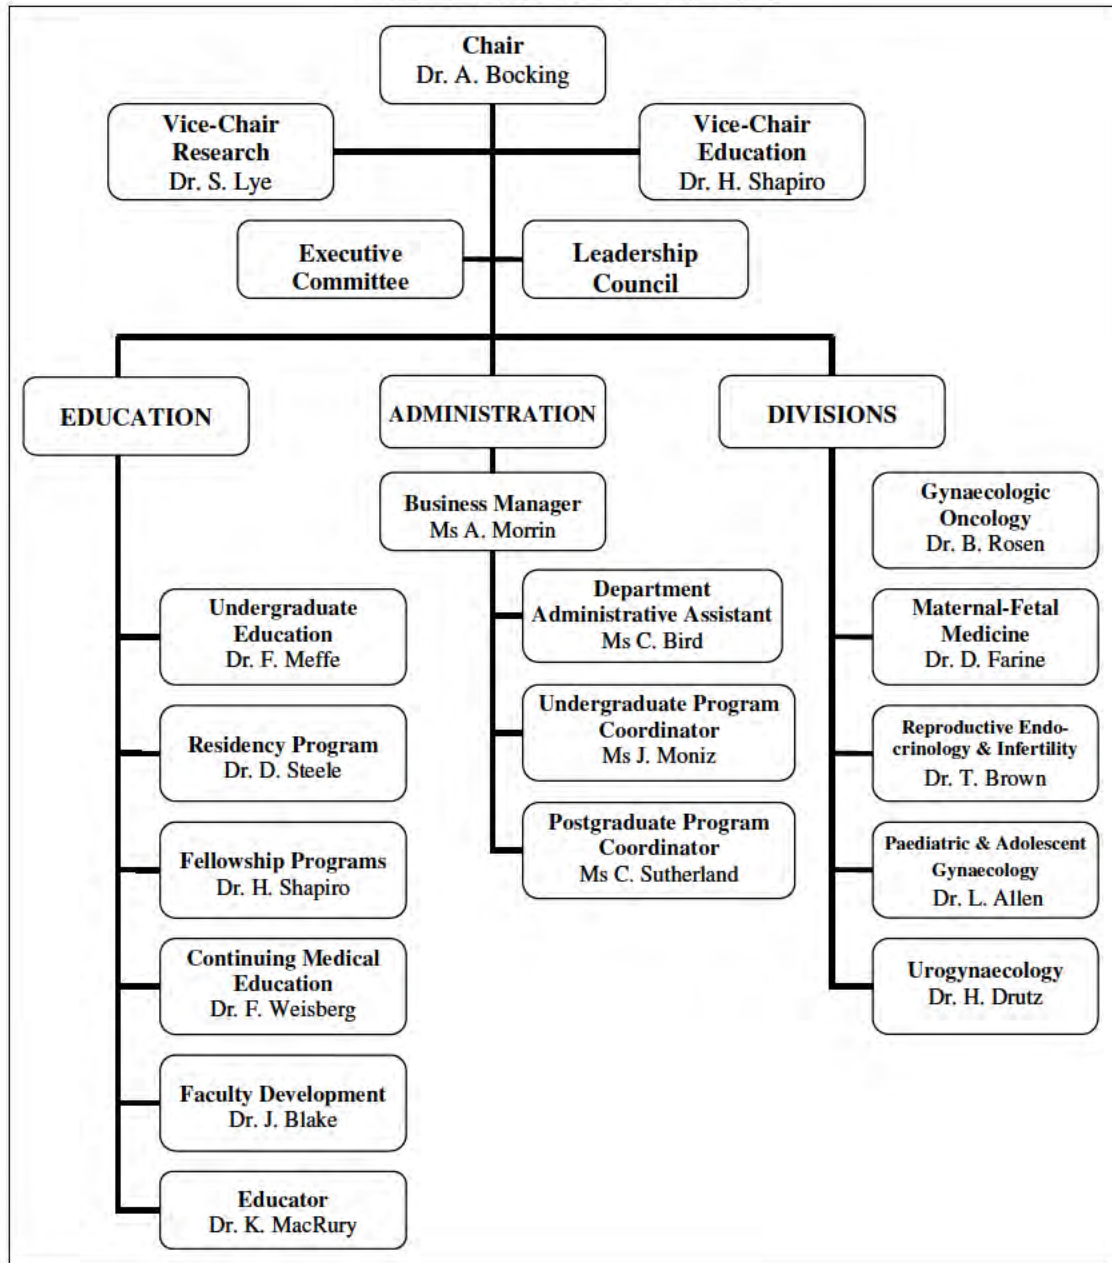 Chair
Dr. A. Bocking
Vice-Chair
Research
Dr. S. Lye
Vice-Chair
Education
Dr. H. Shapiro
Executive
Committee
Leadership
Council
EDUCATION
ADMINISTRATION
DIVISIONS
Undergraduate
Education
Dr. F. Meffe
Residency Program
Dr. D. Steele
Fellowship Programs
Dr. H. Shapiro
Continuing Medical
Education
Dr. F. Weisberg
Faculty Development
Dr. J. Blake
Educator
Dr. K. MacRury
Business Manager
Ms A. Morrin
Department
Administrative Assistant
Ms C. Bird
Undergraduate Program
Coordinator
Ms J. Moniz
Postgraduate Program
Coordinator
Ms C. Sutherland
Gynaecologic
Oncology
Dr. B. Rosen
Maternal-Fetal
Medicine
Dr. D. Farine
Reproductive Endo-
crinology & Infertility
Dr. T. Brown
Paediatric & Adolescent
Gynaecology
Dr. L. Allen
Urogynaecology
Dr. H. Drutz